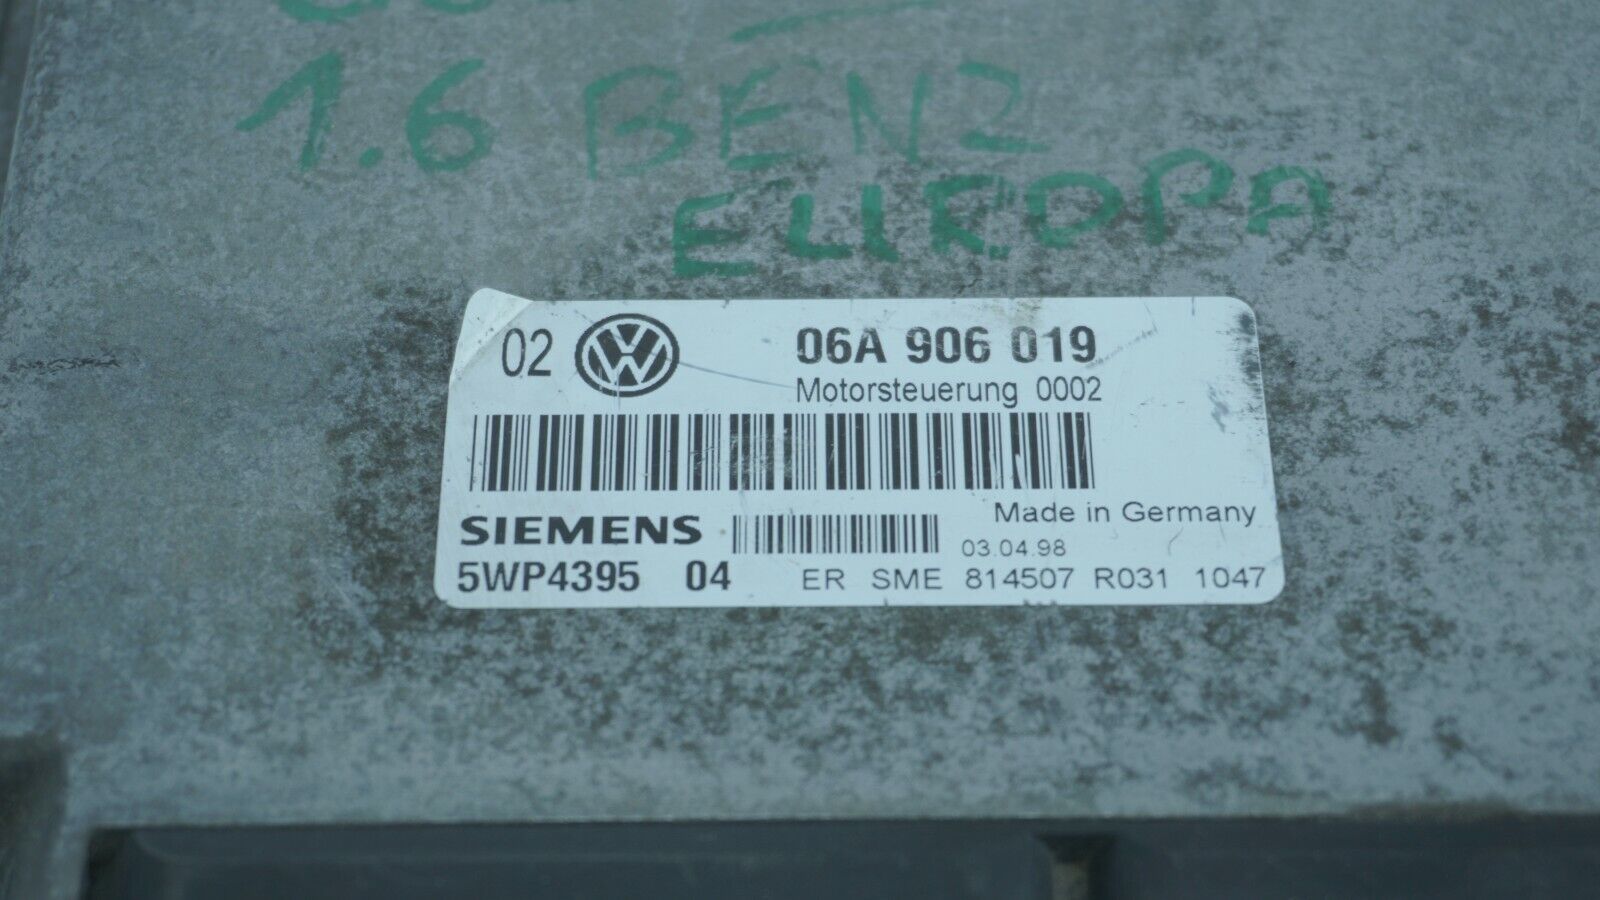 1.6 BENZ
EUROPA
02 VW 06A 906 019
Motorsteuerung 0002
Made in Germany
SIEMENS 03.04.98
5WP4395 04 ER SME 814507 R031 1047